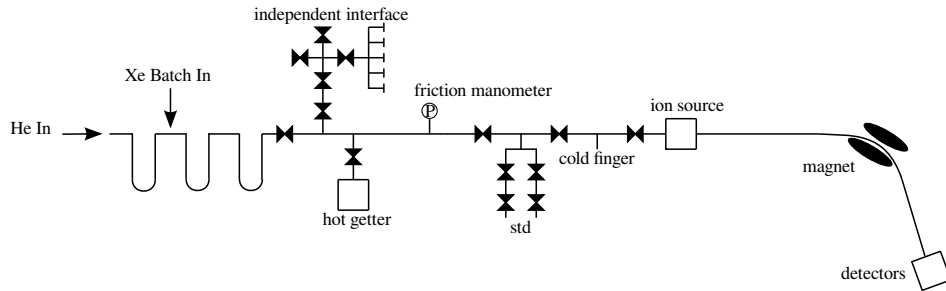 independent interface
Xe Batch In
friction manometer
P
ion source
He In
cold finger
magnet
hot getter
std
detectors